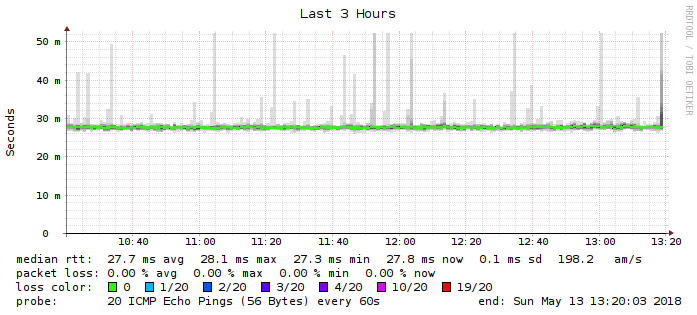 Last 3 Hours
RRDTOOL / TOBI OETIKER
Seconds
50 m
40 m
30 m
20 m
10 m
0
10:40 11:00 11:20 11:40 12:00 12:20 12:40 13:00 13:20
median rtt: 27.7 ms avg 28.1 ms max 27.3 ms min 27.8 ms now 0.1 ms sd 198.2 am/s
packet loss: 0.00 % avg 0.00 % max 0.00 % min 0.00 % now
loss color: 0 1/20 2/20 3/20 4/20 10/20 19/20
probe: 20 ICMP Echo Pings (56 Bytes) every 60s end: Sun May 13 13:20:03 2018